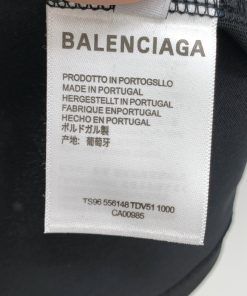 BALENCIAGA
PRODOTTO IN PORTOGSLLO
MADE IN PORTUGAL
HERGESTELLT IN PORTUGAL
FABRIQUE ENPORTUGAL
HECHO EN PORTUGAL
ポルドガル製
产地: 葡萄牙
TS96 556148 TDV51 1000
CA00985